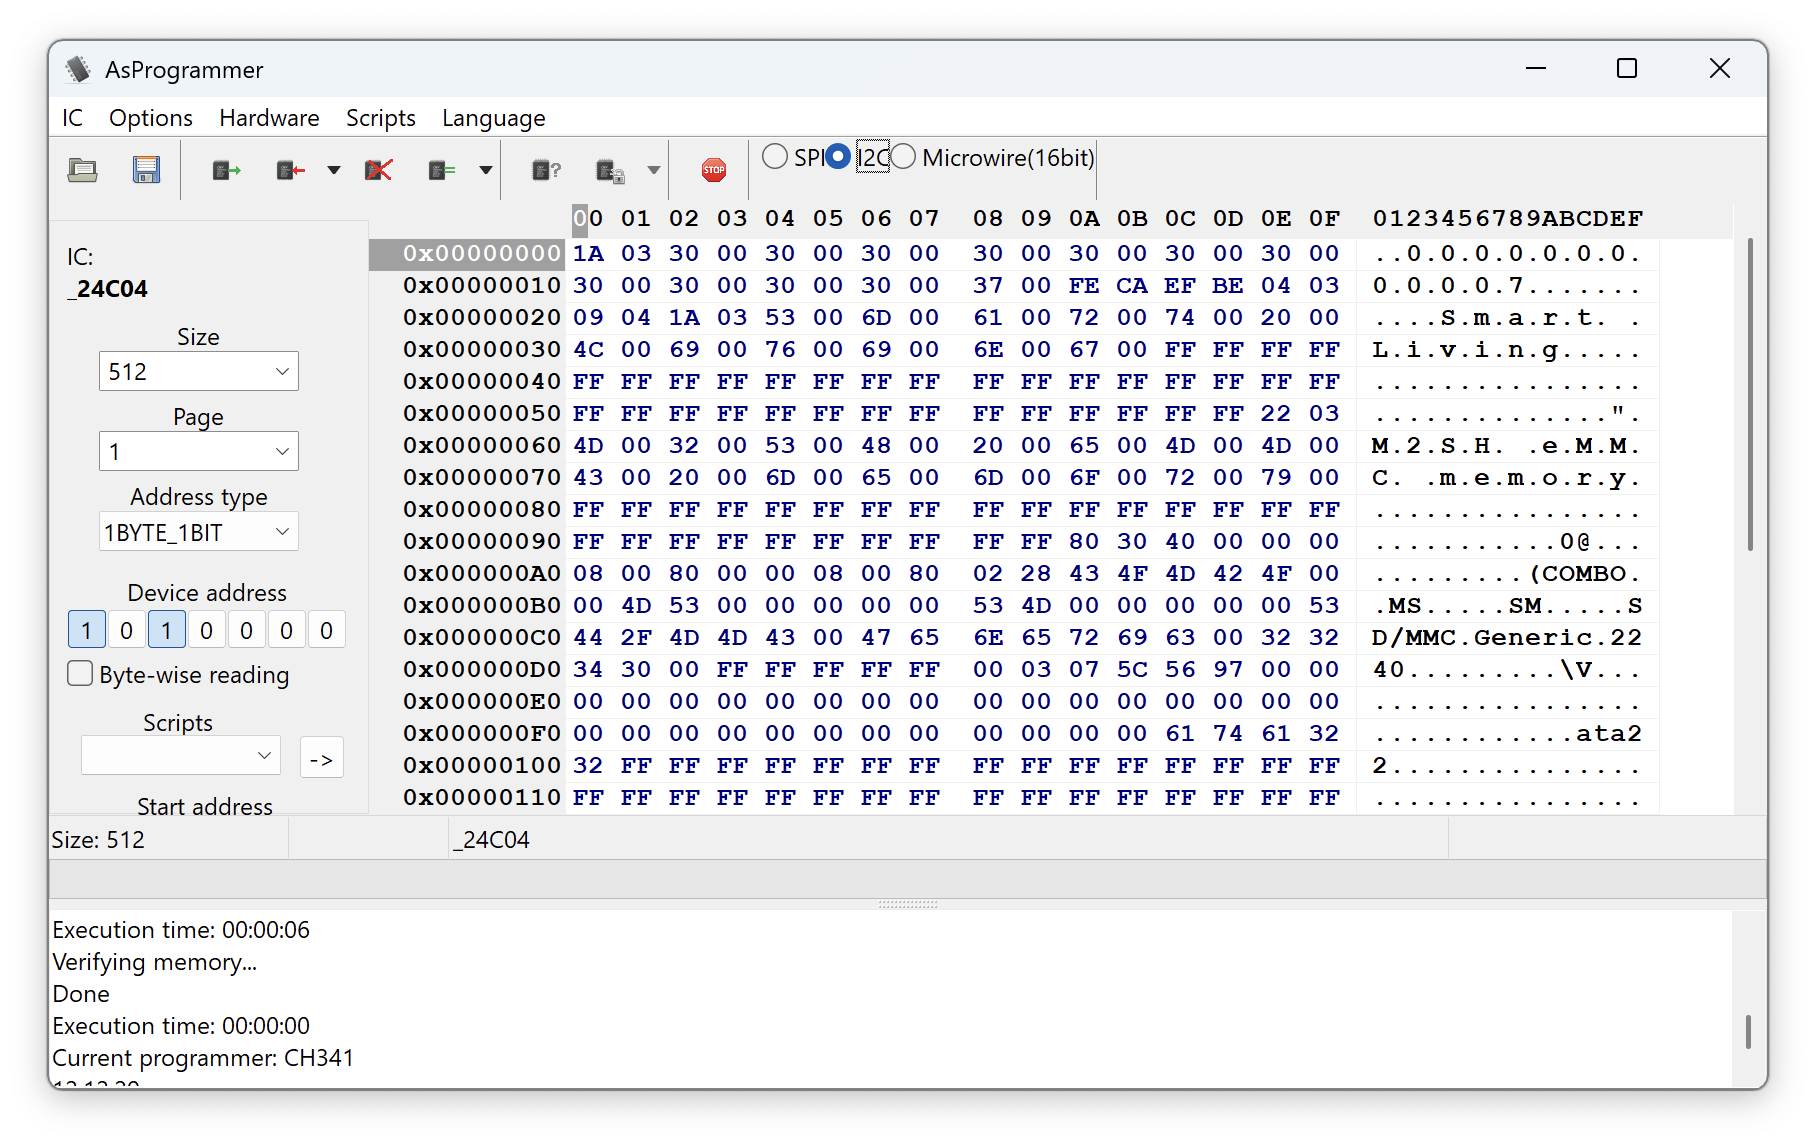 AsProgrammer
IC Options Hardware Scripts Language
STOP SPI I2C Microwire(16bit)
00 01 02 03 04 05 06 07 08 09 0A 0B 0C 0D 0E 0F 0123456789ABCDEF
IC:
_24C04
Size
512
Page
1
Address type
1BYTE_1BIT
Device address
1 0 1 0 0 0 0
Byte-wise reading
Scripts
->
Start address
0x00000000 1A 03 30 00 30 00 30 00 30 00 30 00 30 00 30 00 ..0.0.0.0.0.0.0.
0x00000010 30 00 30 00 30 00 30 00 37 00 FE CA EF BE 04 03 0.0.0.0.7.......
0x00000020 09 04 1A 03 53 00 6D 00 61 00 72 00 74 00 20 00 ....S.m.a.r.t. .
0x00000030 4C 00 69 00 76 00 69 00 6E 00 67 00 FF FF FF FF L.i.v.i.n.g.....
0x00000040 FF FF FF FF FF FF FF FF FF FF FF FF FF FF FF FF ................
0x00000050 FF FF FF FF FF FF FF FF FF FF FF FF FF FF 22 03 ..............".
0x00000060 4D 00 32 00 53 00 48 00 20 00 65 00 4D 00 4D 00 M.2.S.H. .e.M.M.
0x00000070 43 00 20 00 6D 00 65 00 6D 00 6F 00 72 00 79 00 C. .m.e.m.o.r.y.
0x00000080 FF FF FF FF FF FF FF FF FF FF FF FF FF FF FF FF ................
0x00000090 FF FF FF FF FF FF FF FF FF FF 80 30 40 00 00 00 ...........0@...
0x000000A0 08 00 80 00 00 08 00 80 02 28 43 4F 4D 42 4F 00 .........(COMBO.
0x000000B0 00 4D 53 00 00 00 00 00 53 4D 00 00 00 00 00 53 .MS.....SM.....S
0x000000C0 44 2F 4D 4D 43 00 47 65 6E 65 72 69 63 00 32 32 D/MMC.Generic.22
0x000000D0 34 30 00 FF FF FF FF FF 00 03 07 5C 56 97 00 00 40.........\V...
0x000000E0 00 00 00 00 00 00 00 00 00 00 00 00 00 00 00 00 ................
0x000000F0 00 00 00 00 00 00 00 00 00 00 00 00 61 74 61 32 ............ata2
0x00000100 32 FF FF FF FF FF FF FF FF FF FF FF FF FF FF FF 2...............
0x00000110 FF FF FF FF FF FF FF FF FF FF FF FF FF FF FF FF ................
Size: 512 _24C04
Execution time: 00:00:06
Verifying memory...
Done
Execution time: 00:00:00
Current programmer: CH341